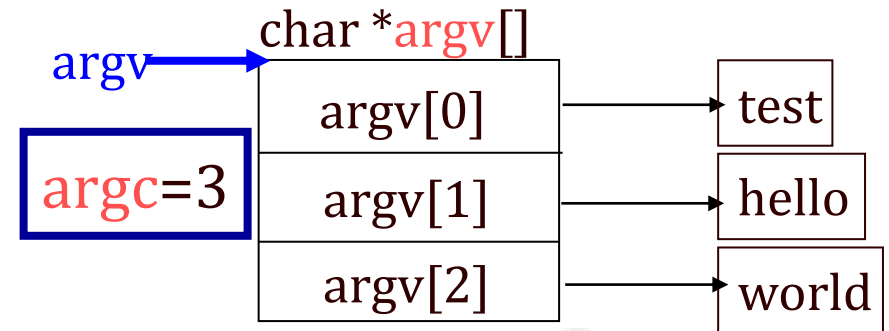 char *argv[]
argv
argv[0]
test
argc=3
argv[1]
hello
argv[2]
world